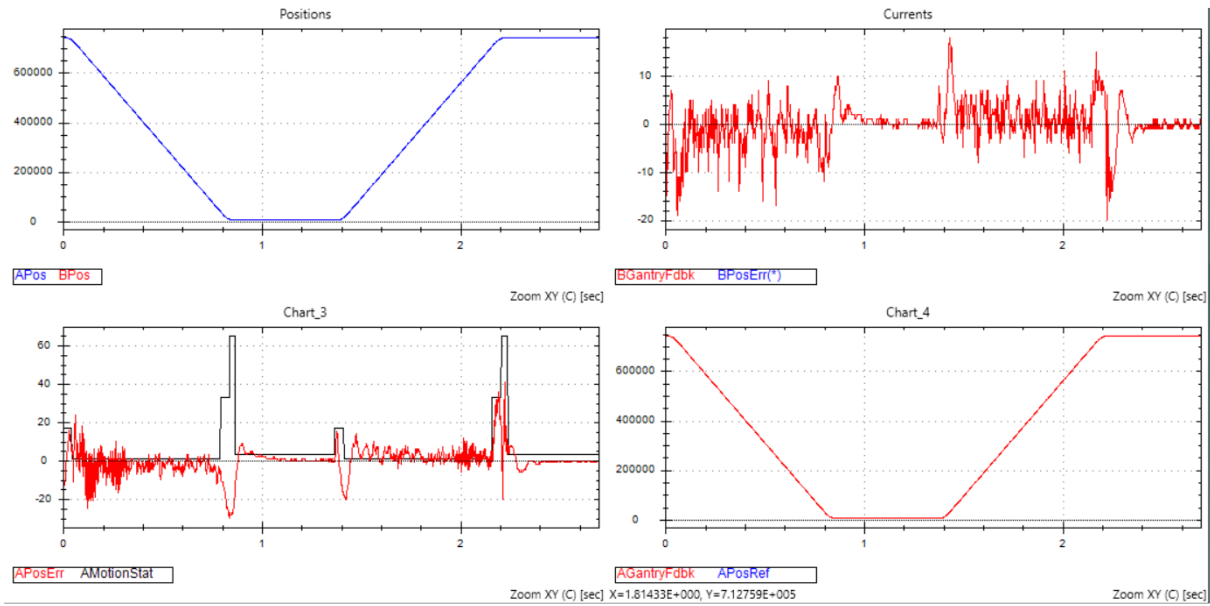 Positions
600000
400000
200000
0
0 1 2
APos BPos
Zoom XY (C) [sec]
Currents
10
0
-10
-20
0 1 2
BGantryFdbk BPosErr(*)
Zoom XY (C) [sec]
Chart_3
60
40
20
0
-20
0 1 2
APosErr AMotionStat
Zoom XY (C) [sec] X=1.81433E+000, Y=7.12759E+005
Chart_4
600000
400000
200000
0
0 1 2
AGantryFdbk APosRef
Zoom XY (C) [sec]